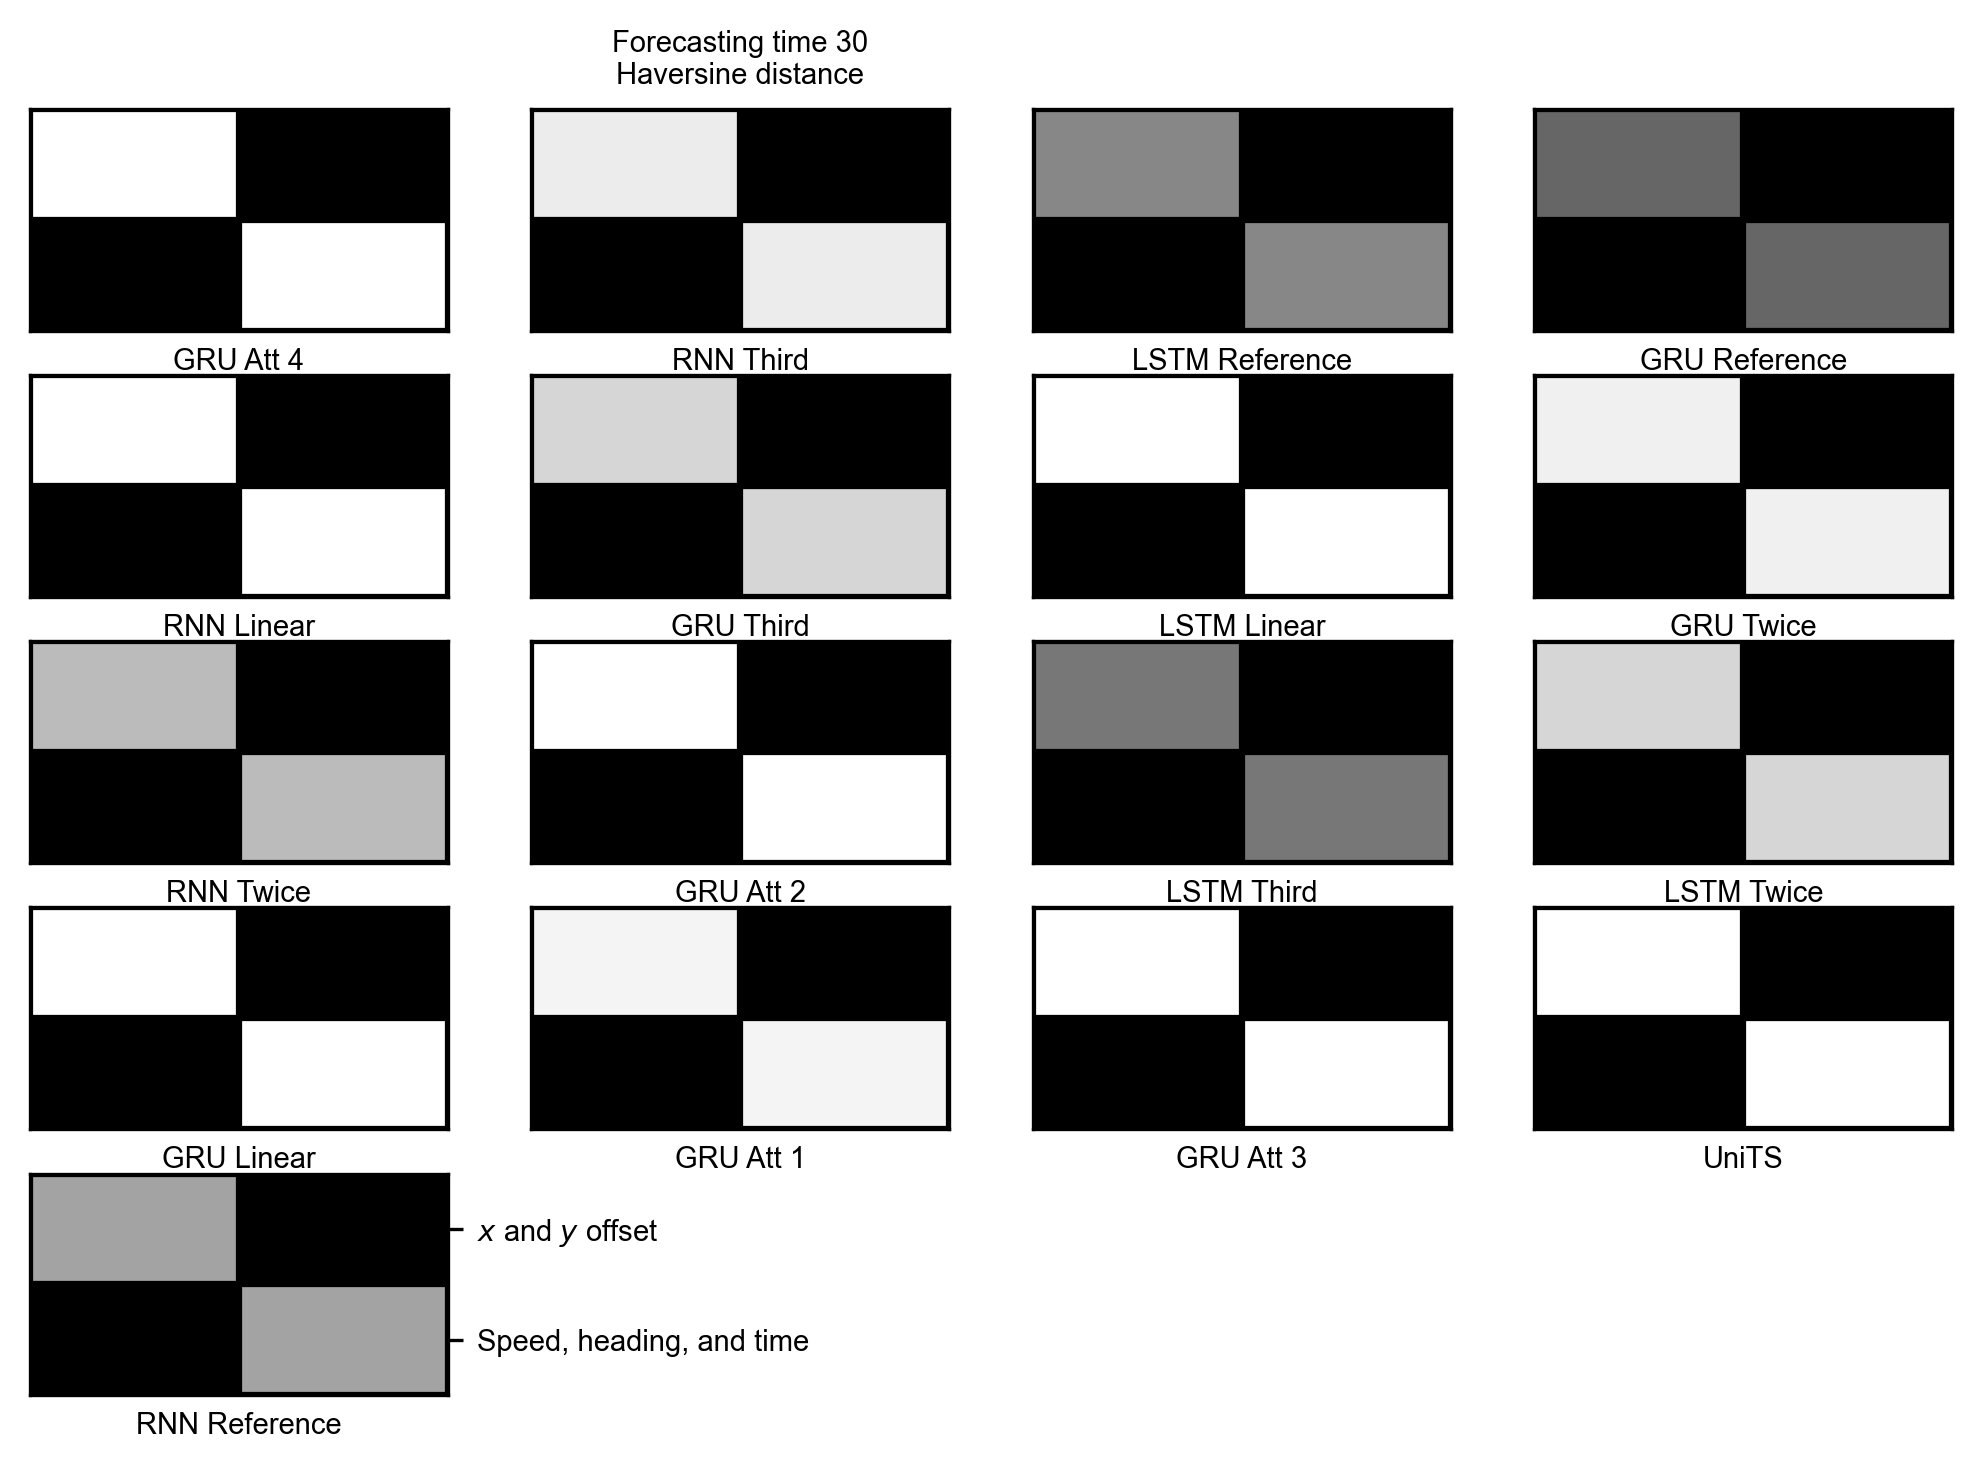 Forecasting time 30
Haversine distance
GRU Att 4
RNN Third
LSTM Reference
GRU Reference
RNN Linear
GRU Third
LSTM Linear
GRU Twice
RNN Twice
GRU Att 2
LSTM Third
LSTM Twice
GRU Linear
GRU Att 1
GRU Att 3
UniTS
x and y offset
Speed, heading, and time
RNN Reference